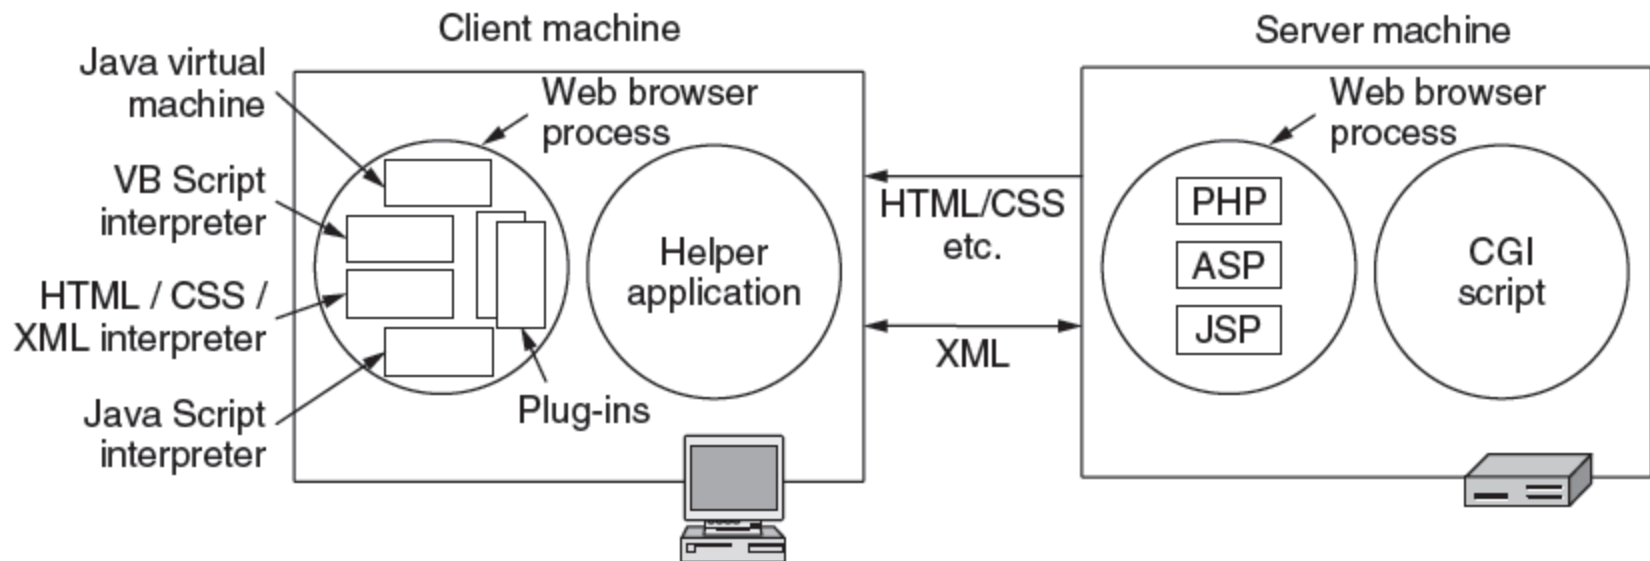 Client machine
Server machine
Java virtual
machine
VB Script
interpreter
HTML / CSS /
XML interpreter
Java Script
interpreter
Web browser
process
Helper
application
Plug-ins
HTML/CSS
etc.
XML
Web browser
process
PHP
ASP
JSP
CGI
script